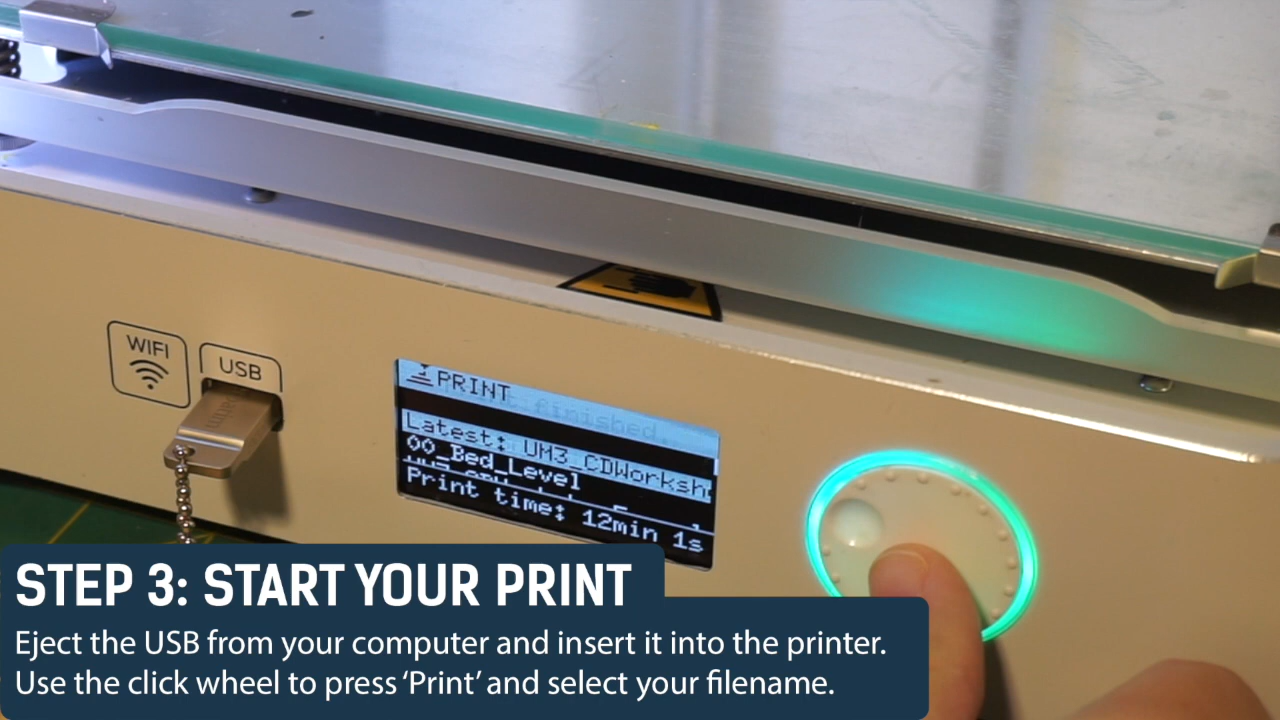 WIFI
USB
PRINT
Latest: UM3_CDWorksh
00_Bed_Level
Print time: 12min 1s
STEP 3: START YOUR PRINT
Eject the USB from your computer and insert it into the printer.
Use the click wheel to press ‘Print’ and select your filename.